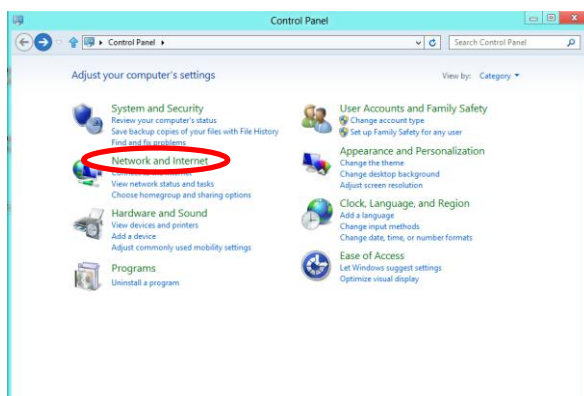 Control Panel
Control Panel
Search Control Panel
Adjust your computer's settings
View by: Category
System and Security
Review your computer's status
Save backup copies of your files with File History
Find and fix problems
Network and Internet
Connect to the Internet
View network status and tasks
Choose homegroup and sharing options
Hardware and Sound
View devices and printers
Add a device
Adjust commonly used mobility settings
Programs
Uninstall a program
User Accounts and Family Safety
Change account type
Set up Family Safety for any user
Appearance and Personalization
Change the theme
Change desktop background
Adjust screen resolution
Clock, Language, and Region
Add a language
Change input methods
Change date, time, or number formats
Ease of Access
Let Windows suggest settings
Optimize visual display